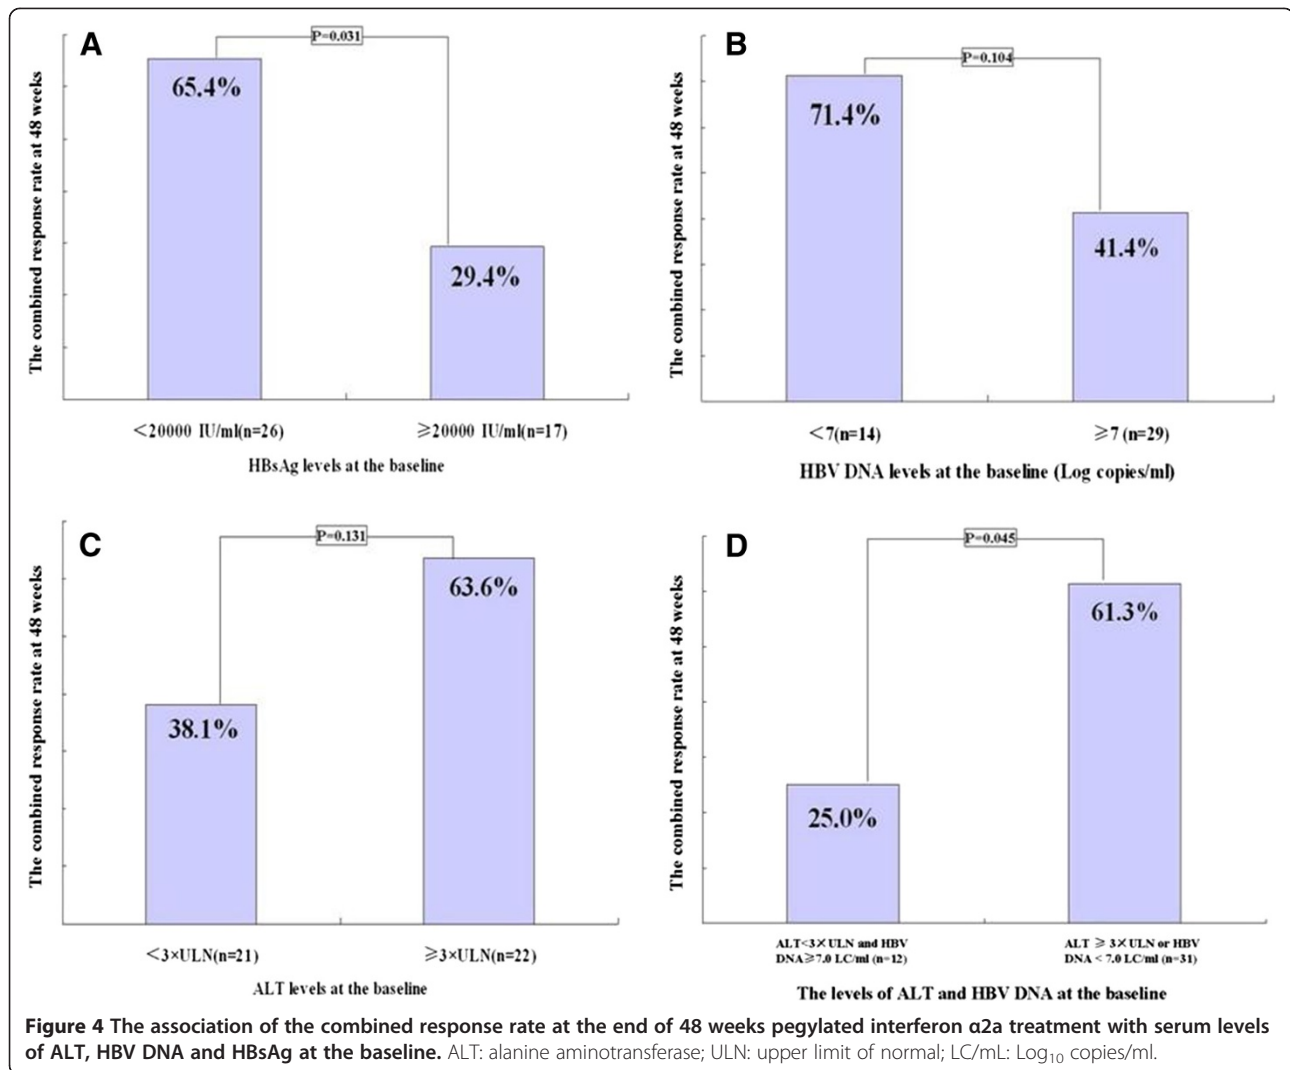 A
P=0.031
65.4%
29.4%
The combined response rate at 48 weeks
<20000 IU/ml(n=26)
≥20000 IU/ml(n=17)
HBsAg levels at the baseline
B
P=0.104
71.4%
41.4%
The combined response rate at 48 weeks
<7(n=14)
≥7 (n=29)
HBV DNA levels at the baseline (Log copies/ml)
C
P=0.131
63.6%
38.1%
The combined response rate at 48 weeks
<3×ULN(n=21)
≥3×ULN(n=22)
ALT levels at the baseline
D
P=0.045
61.3%
25.0%
The combined response rate at 48 weeks
ALT<3×ULN and HBV
DNA≥7.0 LC/ml (n=12)
ALT ≥ 3×ULN or HBV
DNA < 7.0 LC/ml (n=31)
The levels of ALT and HBV DNA at the baseline
Figure 4 The association of the combined response rate at the end of 48 weeks pegylated interferon α2a treatment with serum levels
of ALT, HBV DNA and HBsAg at the baseline. ALT: alanine aminotransferase; ULN: upper limit of normal; LC/mL: Log₁₀ copies/ml.